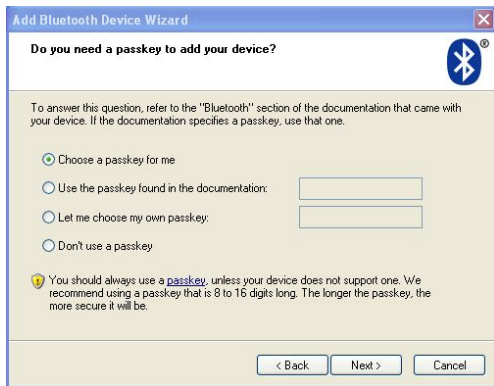 Add Bluetooth Device Wizard
Do you need a passkey to add your device?
®
To answer this question, refer to the "Bluetooth" section of the documentation that came with
your device. If the documentation specifies a passkey, use that one.
Choose a passkey for me
Use the passkey found in the documentation:
Let me choose my own passkey:
Don't use a passkey
You should always use a passkey, unless your device does not support one. We
recommend using a passkey that is 8 to 16 digits long. The longer the passkey, the
more secure it will be.
< Back Next > Cancel